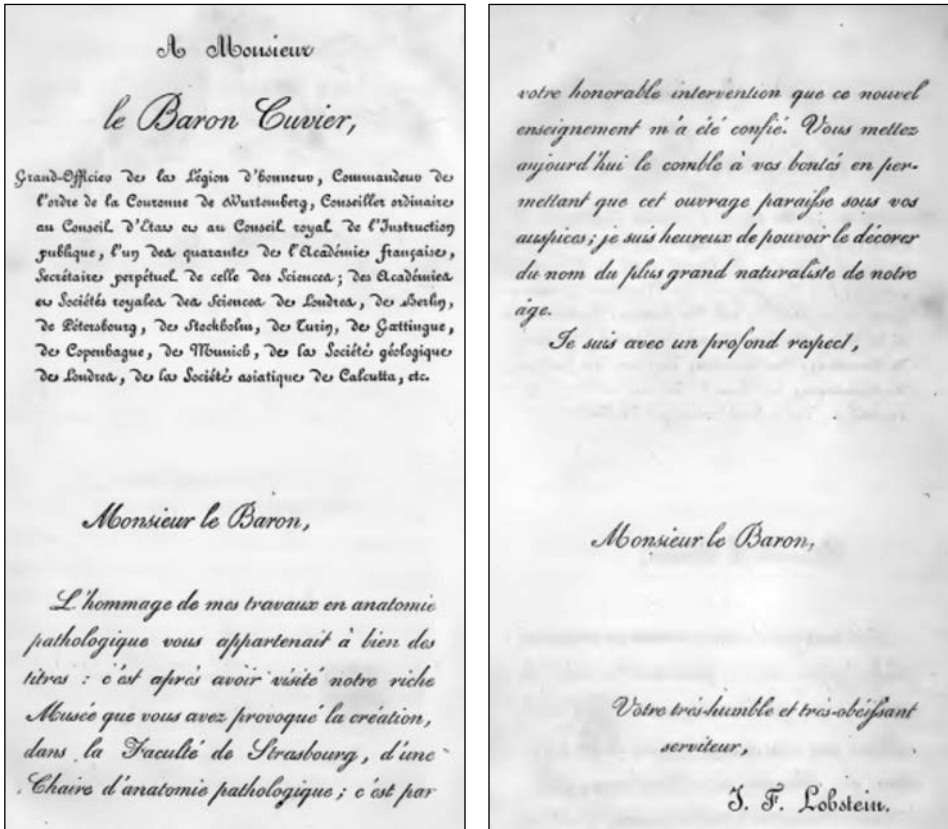 A Monsieur
le Baron Cuvier,
Grand-Officier de la Légion d'honneur, Commandeur de
l'ordre de la Couronne de Wurtemberg, Conseiller ordinaire
au Conseil d'État et au Conseil royal de l'Instruction
publique, l'un des quarante de l'Académie française,
Secrétaire perpétuel de celle des Sciences; des Académies
et Sociétés royales des Sciences de Londres, de Berlin,
de Pétersbourg, de Stockholm, de Turin, de Gœttingue,
de Copenhague, de Munich, de la Société géologique
de Londres, de la Société asiatique de Calcutta, etc.
Monsieur le Baron,
L'hommage de mes travaux en anatomie
pathologique vous appartenait à bien des
titres : c'est après avoir visité notre riche
Musée que vous avez provoqué la création,
dans la Faculté de Strasbourg, d'une
Chaire d'anatomie pathologique; c'est par
votre honorable intervention que ce nouvel
enseignement m'a été confié. Vous mettez
aujourd'hui le comble à vos bontés en per-
mettant que cet ouvrage paraiſse sous vos
auspices; je suis heureux de pouvoir le décorer
du nom du plus grand naturaliste de notre
âge.
Je suis avec un profond respect,
Monsieur le Baron,
Votre très-humble et très-obéiſsant
serviteur,
J. F. Lobstein.